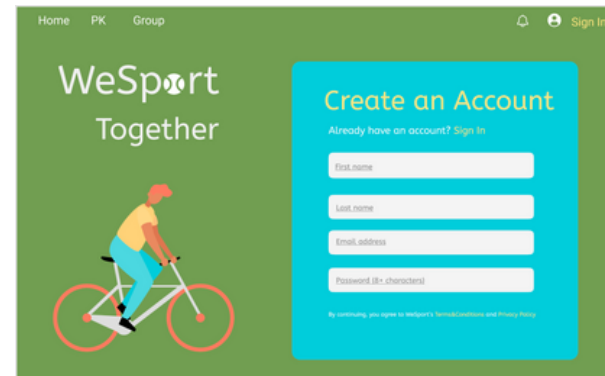 Home PK Group Sign In
WeSport
Together
Create an Account
Already have an account? Sign In
First name
Last name
Email address
Password (8+ characters)
By continuing, you agree to WeSport's Terms&Conditions and Privacy Policy